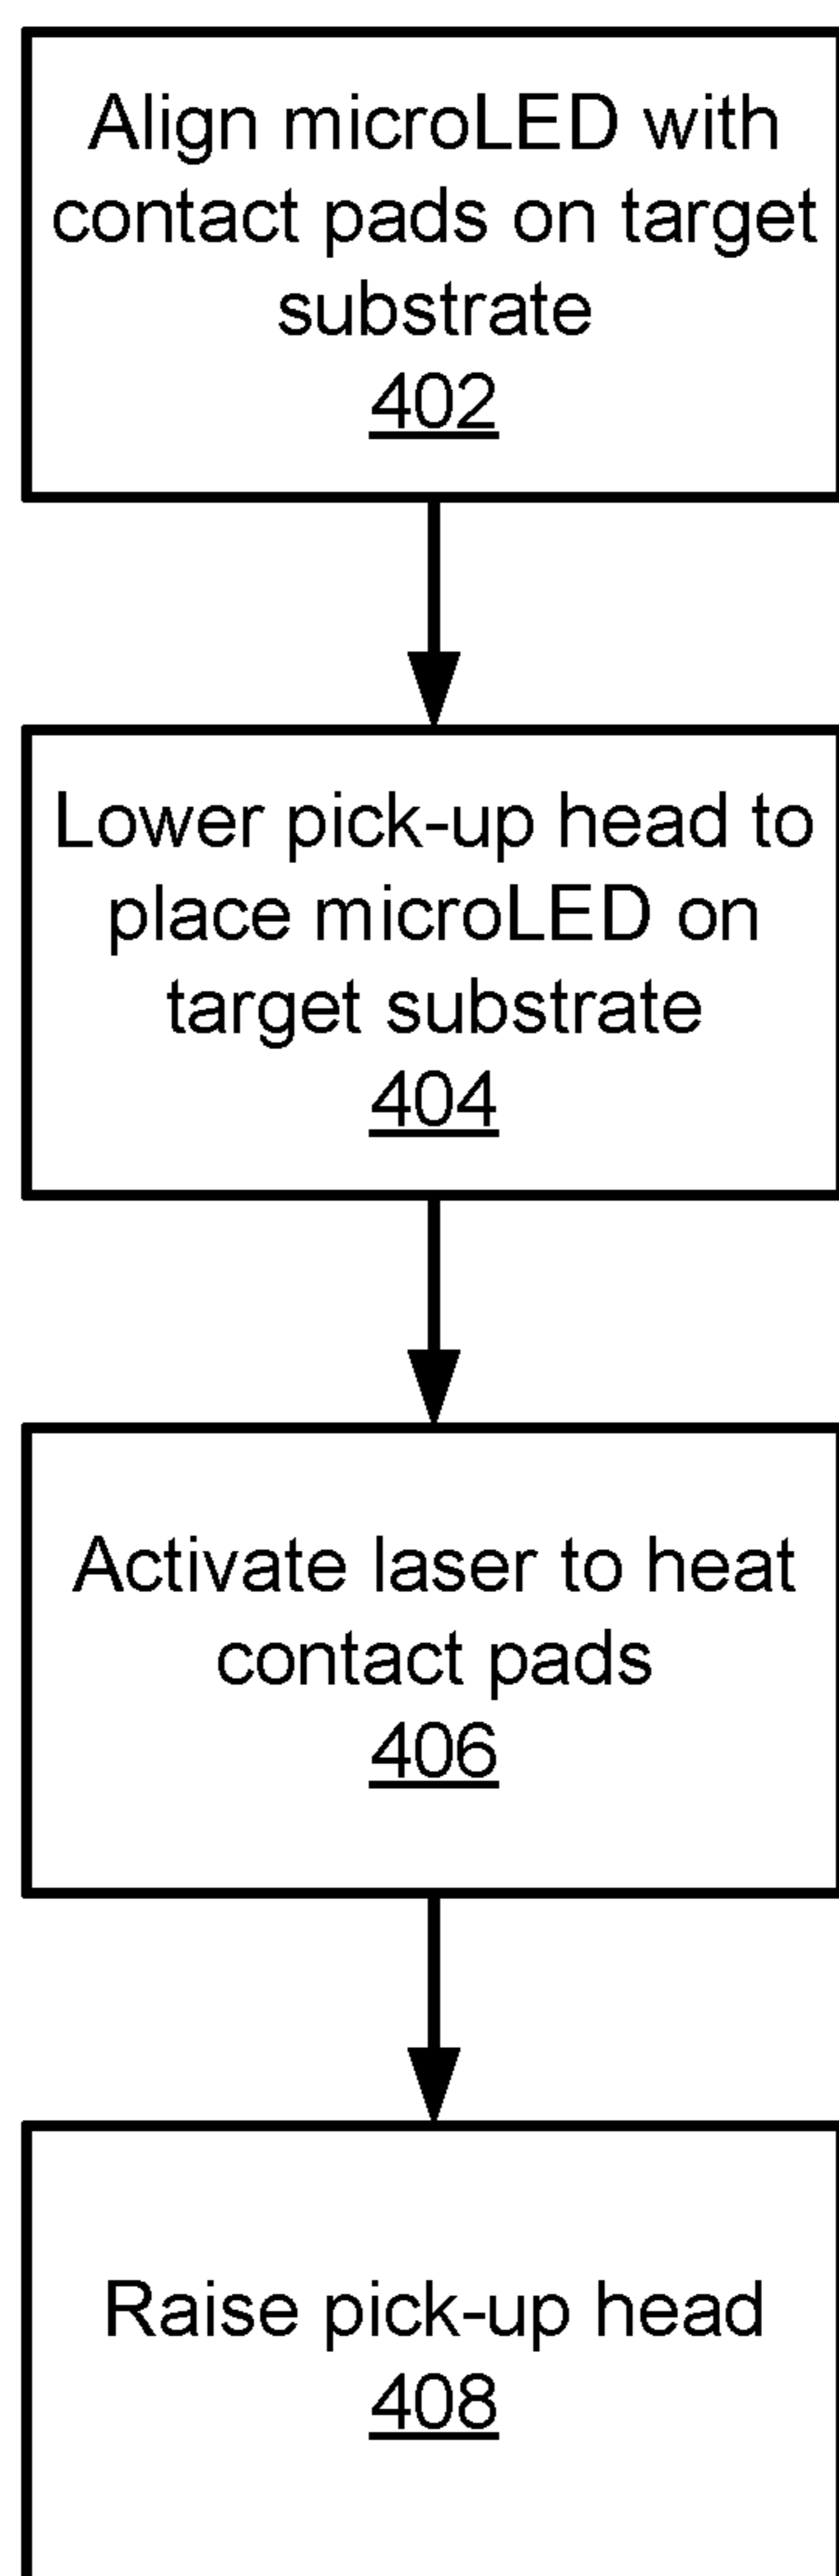 Align microLED with
contact pads on target
substrate
402
Lower pick-up head to
place microLED on
target substrate
404
Activate laser to heat
contact pads
406
Raise pick-up head
408